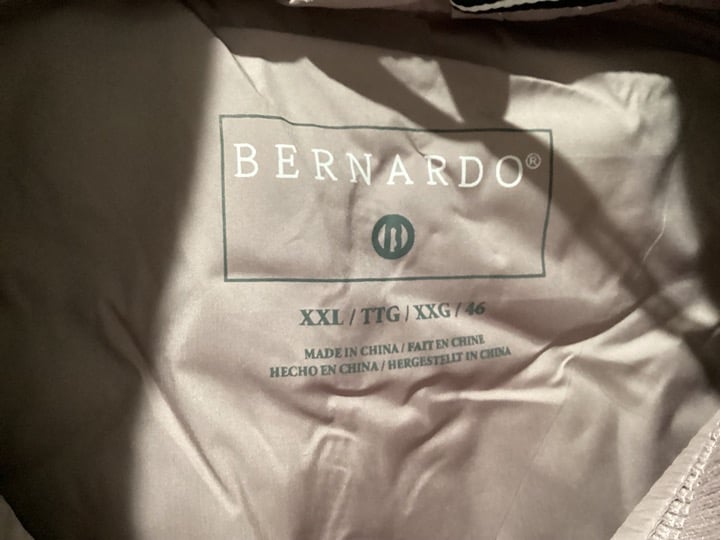 BERNARDO®
B
XXL / TTG / XXG / 46
MADE IN CHINA / FAIT EN CHINE
HECHO EN CHINA / HERGESTELLT IN CHINA